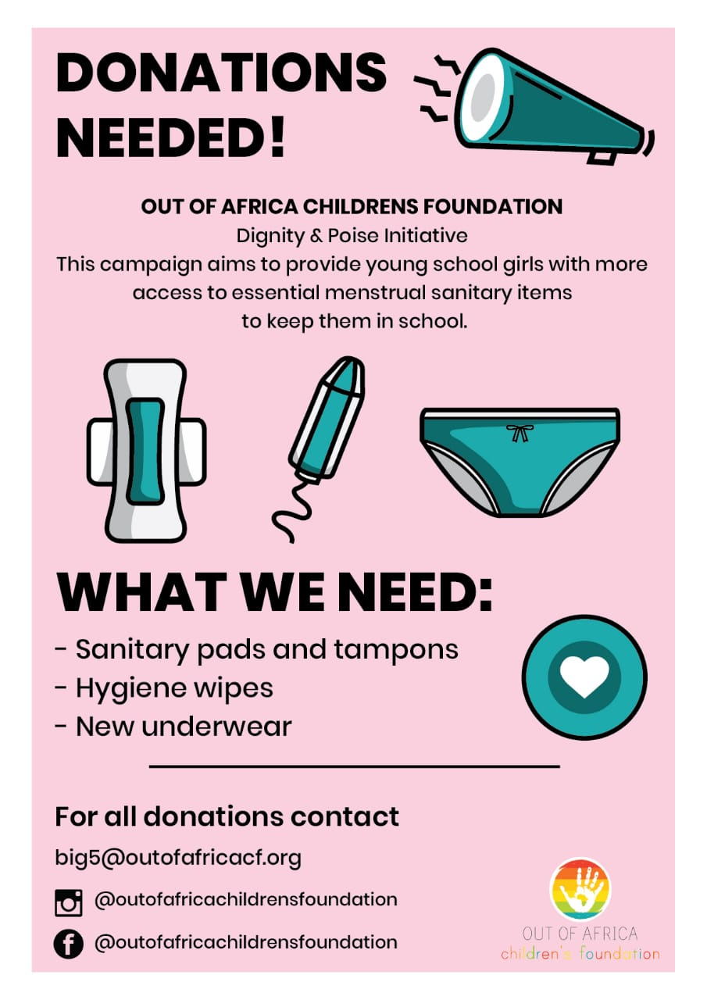 DONATIONS
NEEDED!
OUT OF AFRICA CHILDRENS FOUNDATION
Dignity & Poise Initiative
This campaign aims to provide young school girls with more
access to essential menstrual sanitary items
to keep them in school.
WHAT WE NEED:
- Sanitary pads and tampons
- Hygiene wipes
- New underwear
For all donations contact
big5@outofafricacf.org
@outofafricachildrensfoundation
@outofafricachildrensfoundation
OUT OF AFRICA
children's foundation